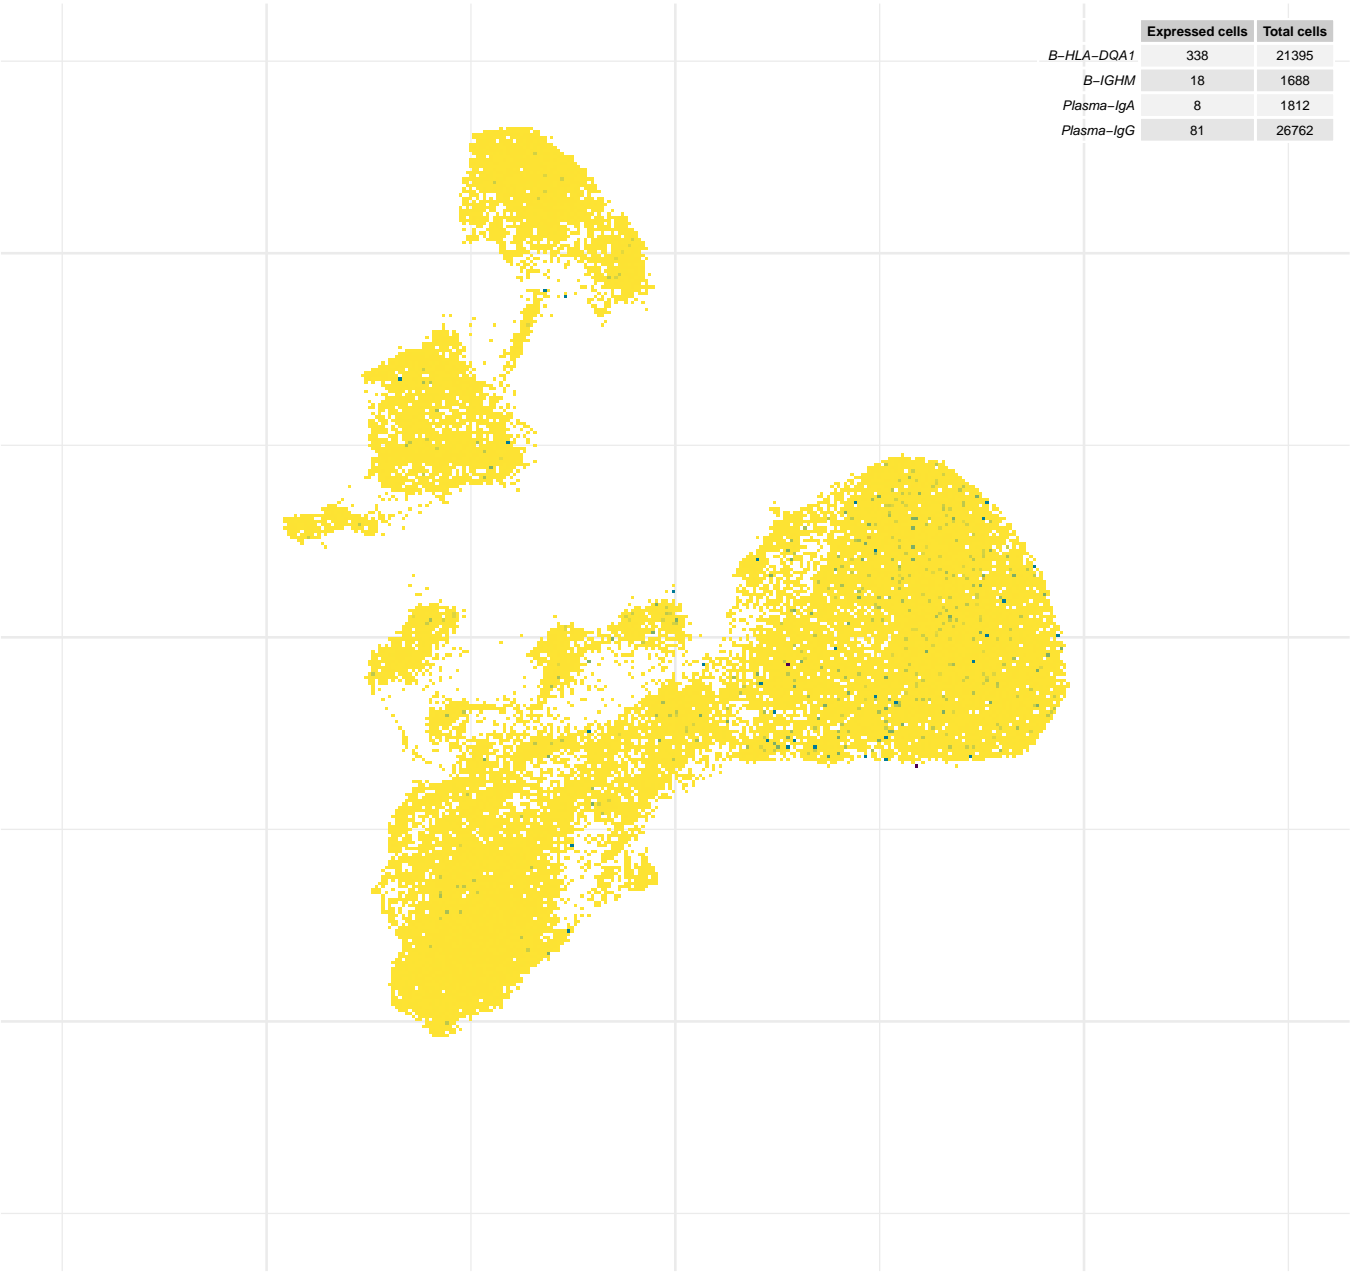 Expressed cells Total cells
B−HLA−DQA1 338 21395
B−IGHM 18 1688
Plasma−IgA 8 1812
Plasma−IgG 81 26762